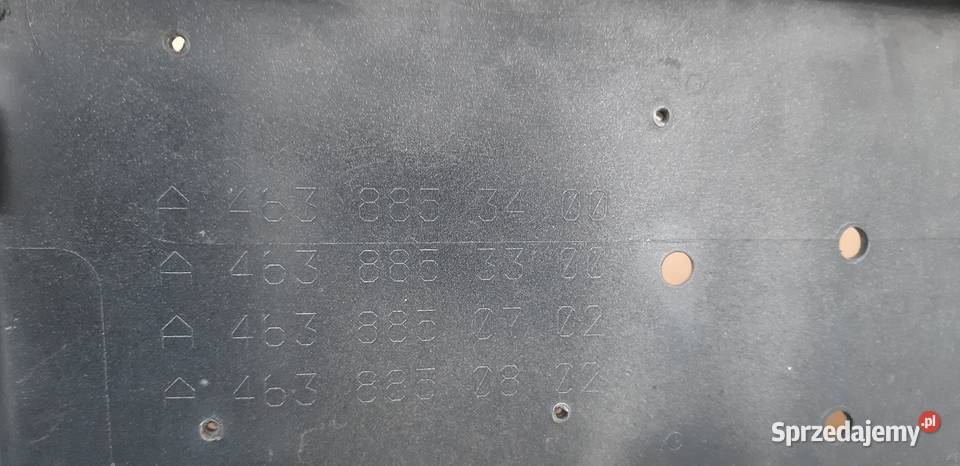 A 463 885 34 00
A 463 885 33 00
A 463 885 07 02
A 463 885 08 02
Sprzedajemy.pl